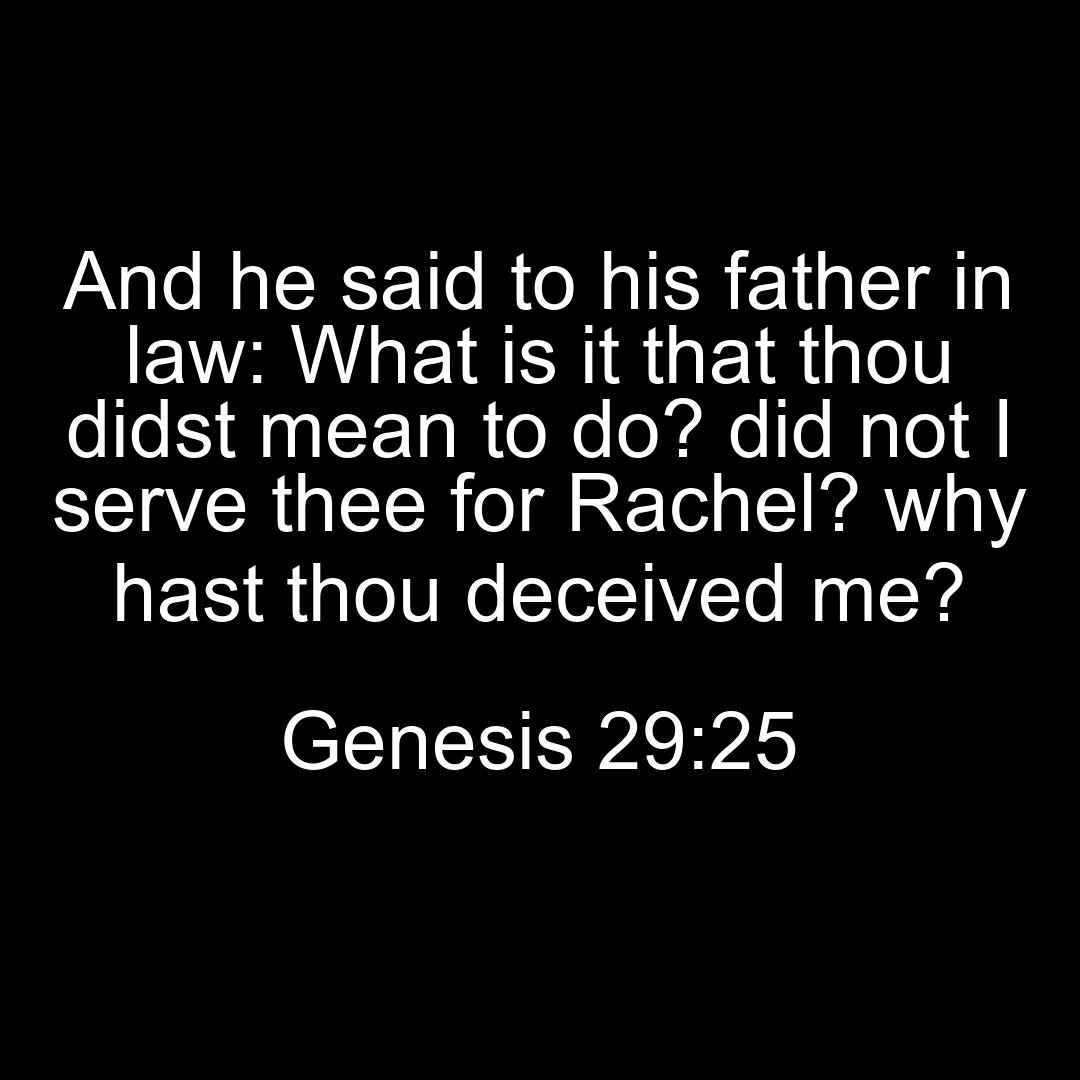 And he said to his father in
law: What is it that thou
didst mean to do? did not I
serve thee for Rachel? why
hast thou deceived me?
Genesis 29:25